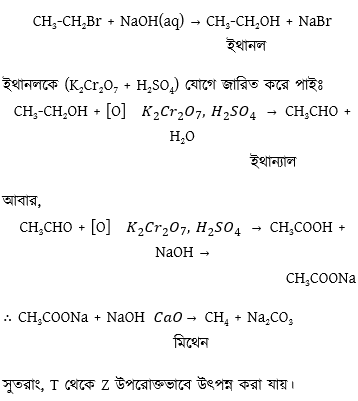 CH₃-CH₂Br + NaOH(aq) → CH₃-CH₂OH + NaBr
ইথানল
ইথানলকে (K₂Cr₂O₇ + H₂SO₄) যোগে জারিত করে পাইঃ
CH₃-CH₂OH + [O] K₂Cr₂O₇, H₂SO₄ → CH₃CHO +
H₂O
ইথান্যাল
আবার,
CH₃CHO + [O] K₂Cr₂O₇, H₂SO₄ → CH₃COOH +
NaOH →
CH₃COONa
∴ CH₃COONa + NaOH CaO → CH₄ + Na₂CO₃
মিথেন
সুতরাং, T থেকে Z উপরোক্তভাবে উৎপন্ন করা যায়।